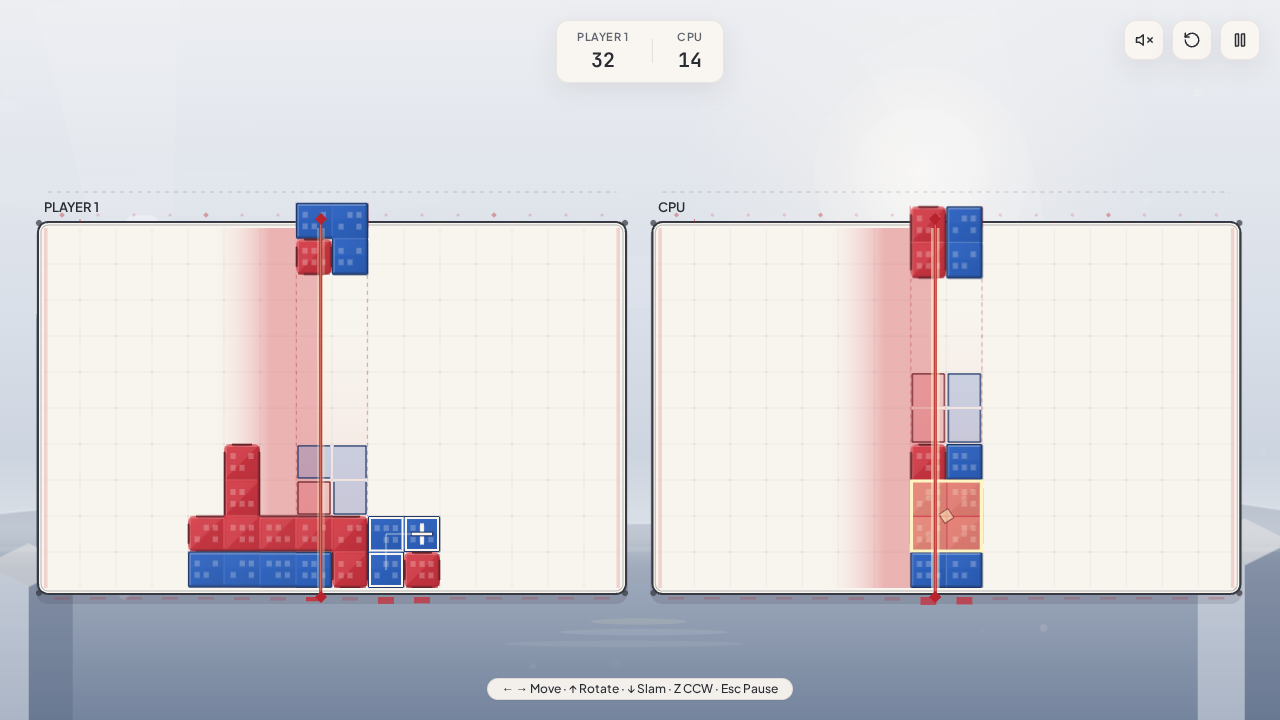 PLAYER 1
32
CPU
14
PLAYER 1
CPU
← → Move · ↑ Rotate · ↓ Slam · Z CCW · Esc Pause